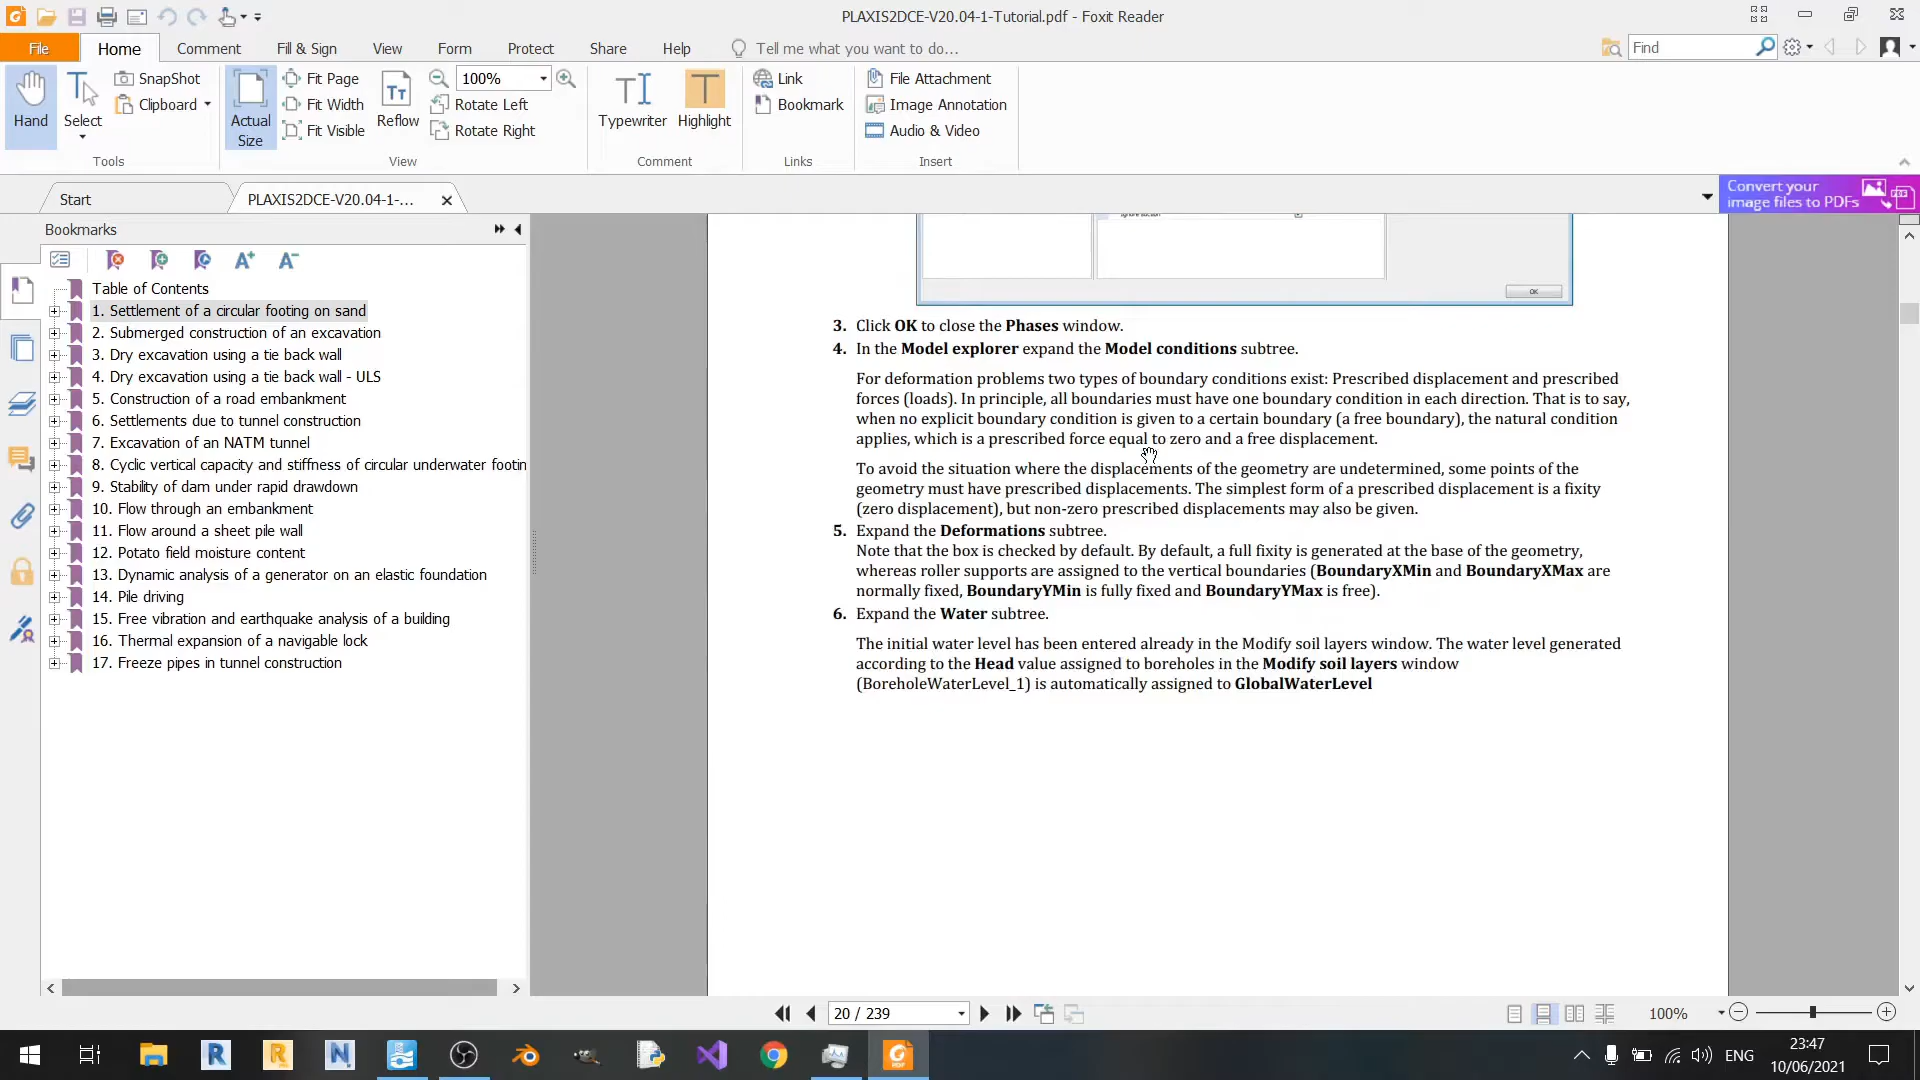 PLAXIS2DCE-V20.04-1-Tutorial.pdf - Foxit Reader
File Home Comment Fill & Sign View Form Protect Share Help Tell me what you want to do... Find
Hand
Select
SnapShot
Clipboard
Tools
Actual Size
Fit Page
Fit Width
Fit Visible
Reflow
100%
Rotate Left
Rotate Right
View
Typewriter
Highlight
Comment
Link
Bookmark
Links
File Attachment
Image Annotation
Audio & Video
Insert
Start
PLAXIS2DCE-V20.04-1-...
Convert your
image files to PDFs
Bookmarks
Table of Contents
1. Settlement of a circular footing on sand
2. Submerged construction of an excavation
3. Dry excavation using a tie back wall
4. Dry excavation using a tie back wall - ULS
5. Construction of a road embankment
6. Settlements due to tunnel construction
7. Excavation of an NATM tunnel
8. Cyclic vertical capacity and stiffness of circular underwater footin
9. Stability of dam under rapid drawdown
10. Flow through an embankment
11. Flow around a sheet pile wall
12. Potato field moisture content
13. Dynamic analysis of a generator on an elastic foundation
14. Pile driving
15. Free vibration and earthquake analysis of a building
16. Thermal expansion of a navigable lock
17. Freeze pipes in tunnel construction
OK
3. Click OK to close the Phases window.
4. In the Model explorer expand the Model conditions subtree.
For deformation problems two types of boundary conditions exist: Prescribed displacement and prescribed
forces (loads). In principle, all boundaries must have one boundary condition in each direction. That is to say,
when no explicit boundary condition is given to a certain boundary (a free boundary), the natural condition
applies, which is a prescribed force equal to zero and a free displacement.
To avoid the situation where the displacements of the geometry are undetermined, some points of the
geometry must have prescribed displacements. The simplest form of a prescribed displacement is a fixity
(zero displacement), but non-zero prescribed displacements may also be given.
5. Expand the Deformations subtree.
Note that the box is checked by default. By default, a full fixity is generated at the base of the geometry,
whereas roller supports are assigned to the vertical boundaries (BoundaryXMin and BoundaryXMax are
normally fixed, BoundaryYMin is fully fixed and BoundaryYMax is free).
6. Expand the Water subtree.
The initial water level has been entered already in the Modify soil layers window. The water level generated
according to the Head value assigned to boreholes in the Modify soil layers window
(BoreholeWaterLevel_1) is automatically assigned to GlobalWaterLevel
20 / 239
100%
ENG
23:47
10/06/2021